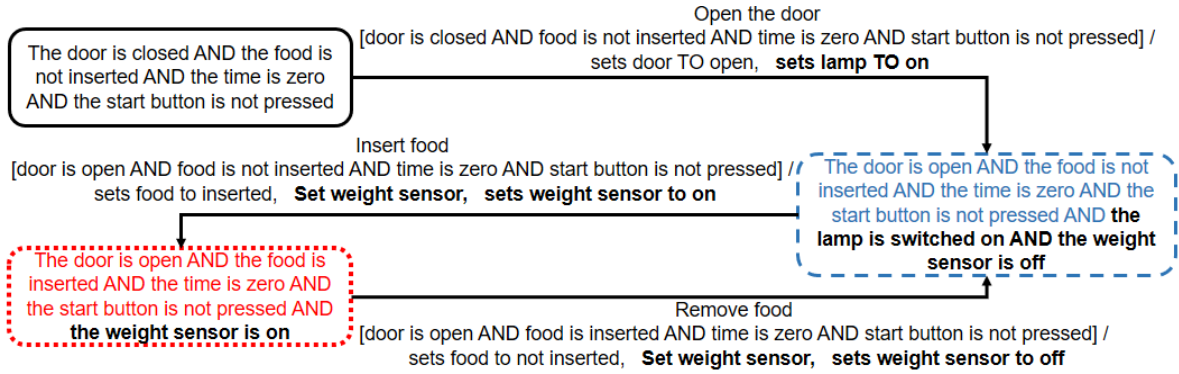 Open the door
[door is closed AND food is not inserted AND time is zero AND start button is not pressed] /
sets door TO open, sets lamp TO on
The door is closed AND the food is
not inserted AND the time is zero
AND the start button is not pressed
Insert food
[door is open AND food is not inserted AND time is zero AND start button is not pressed] /
sets food to inserted, Set weight sensor, sets weight sensor to on
The door is open AND the food is not
inserted AND the time is zero AND the
start button is not pressed AND the
lamp is switched on AND the weight
sensor is off
The door is open AND the food is
inserted AND the time is zero AND
the start button is not pressed AND
the weight sensor is on
Remove food
[door is open AND food is inserted AND time is zero AND start button is not pressed] /
sets food to not inserted, Set weight sensor, sets weight sensor to off